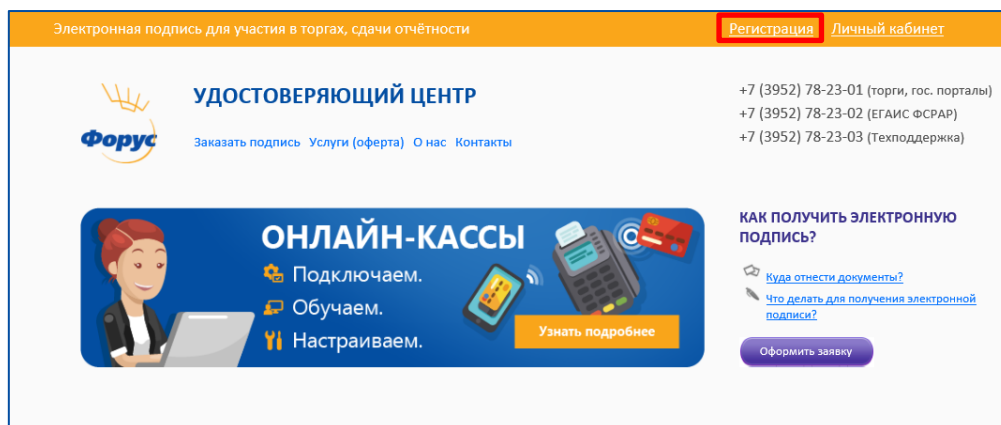 Электронная подпись для участия в торгах, сдачи отчётности
Регистрация Личный кабинет
Форус
УДОСТОВЕРЯЮЩИЙ ЦЕНТР
Заказать подпись Услуги (оферта) О нас Контакты
+7 (3952) 78-23-01 (торги, гос. порталы)
+7 (3952) 78-23-02 (ЕГАИС ФСРАР)
+7 (3952) 78-23-03 (Техподдержка)
ОНЛАЙН-КАССЫ
Подключаем.
Обучаем.
Настраиваем.
Узнать подробнее
КАК ПОЛУЧИТЬ ЭЛЕКТРОННУЮ
ПОДПИСЬ?
Куда отнести документы?
Что делать для получения электронной
подписи?
Оформить заявку